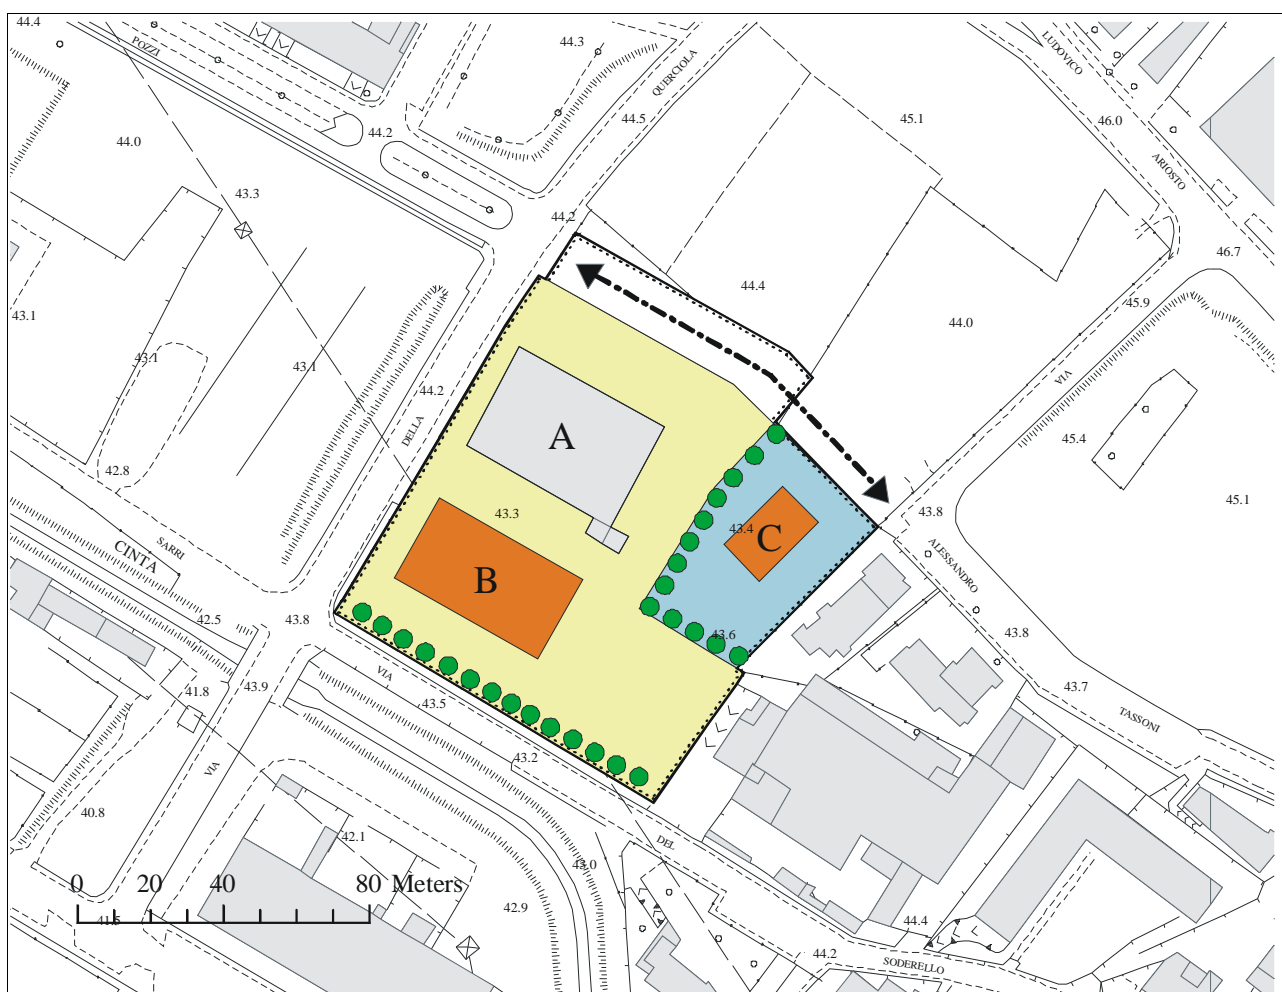 44.4
POZZI
44.3
QUERCIOLA
LUDOVICO
44.0
44.2
44.5
45.1
46.0
ARIOSTO
43.3
44.2
46.7
43.1
44.4
44.0
45.9
43.1
43.1
44.2
VIA
DELLA
A
45.4
42.8
43.3
43.4
C
43.8
45.1
SARRI
CINTA
B
ALESSANDRO
42.5
43.8
43.6
43.8
VIA
41.8
43.9
43.5
43.7
TASSONI
VIA
43.2
40.8
42.1
DEL
43.0
0 20 40 80 Meters
41.5
42.9
44.4
44.2
SODERELLO